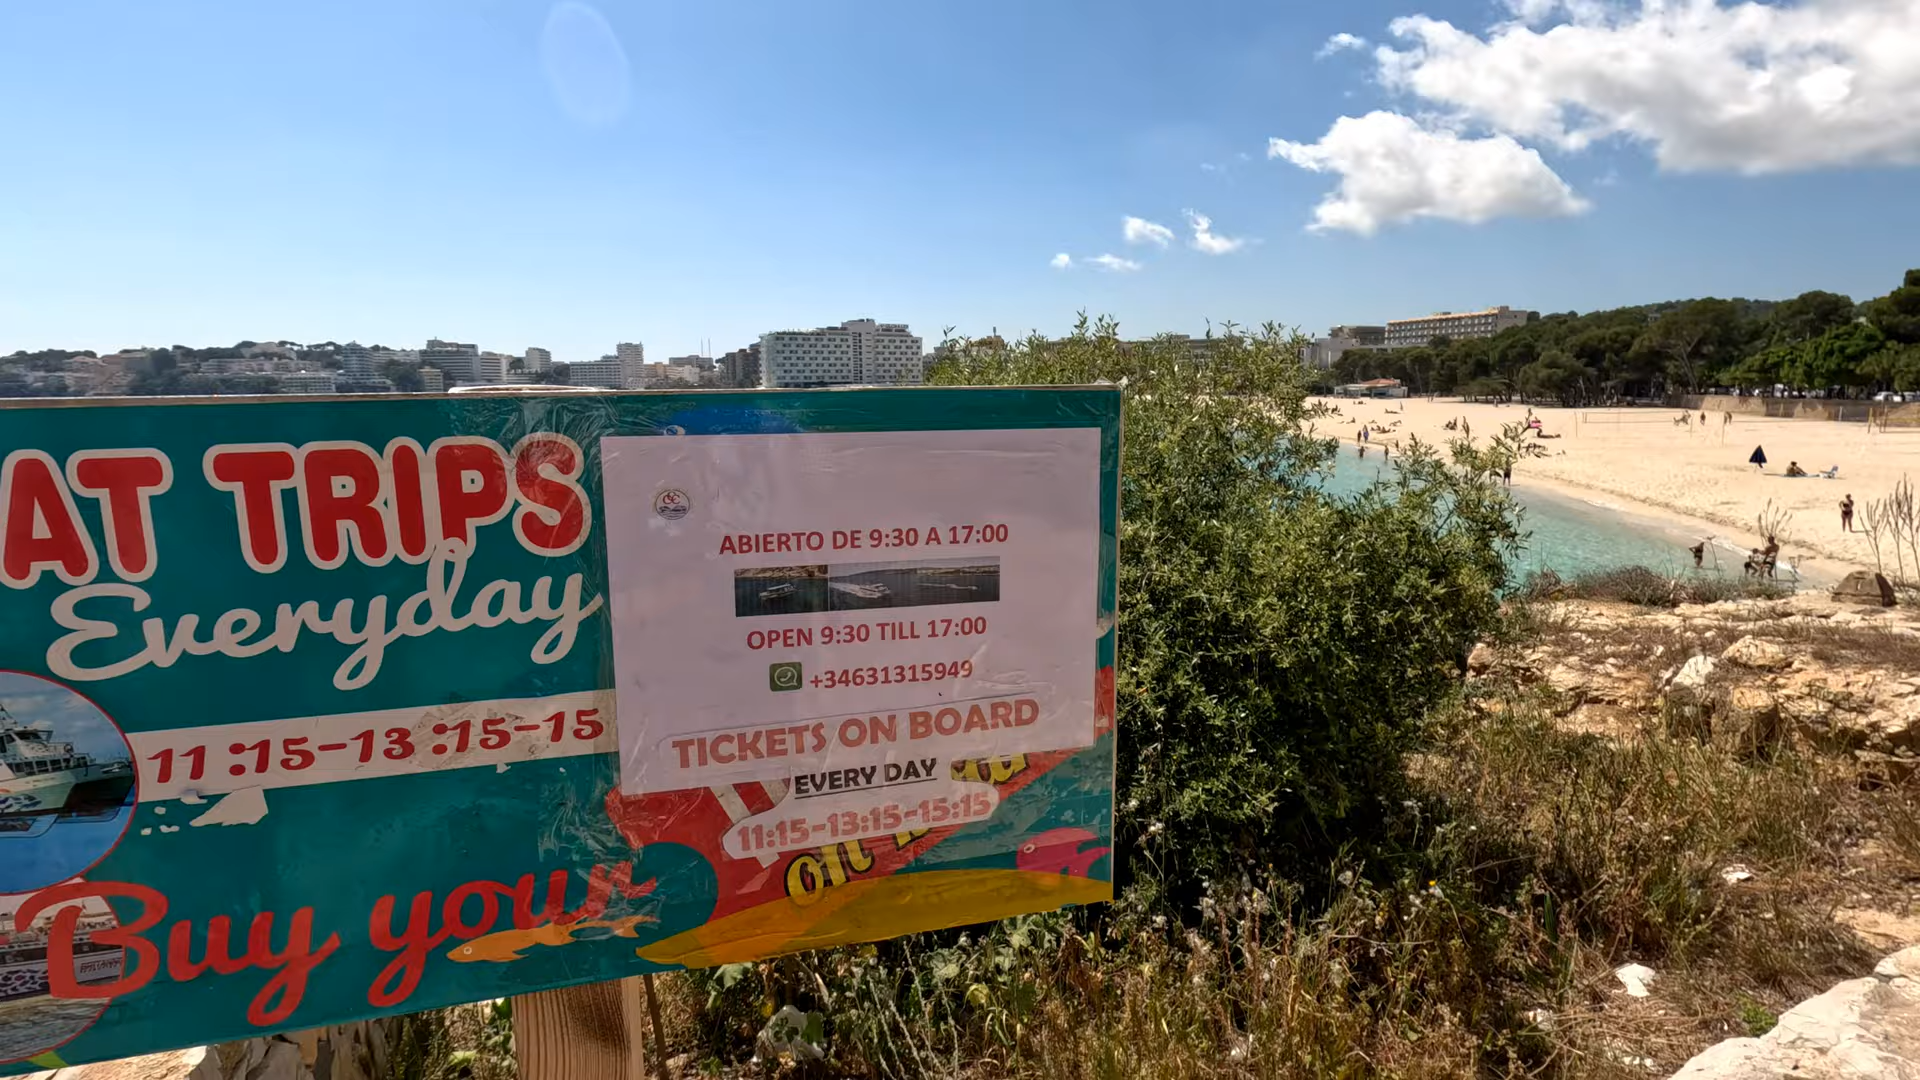 AT TRIPS
Everyday
11:15-13:15-15
Buy your
ABIERTO DE 9:30 A 17:00
OPEN 9:30 TILL 17:00
+34631315949
TICKETS ON BOARD
EVERY DAY
11:15-13:15-15:15
on